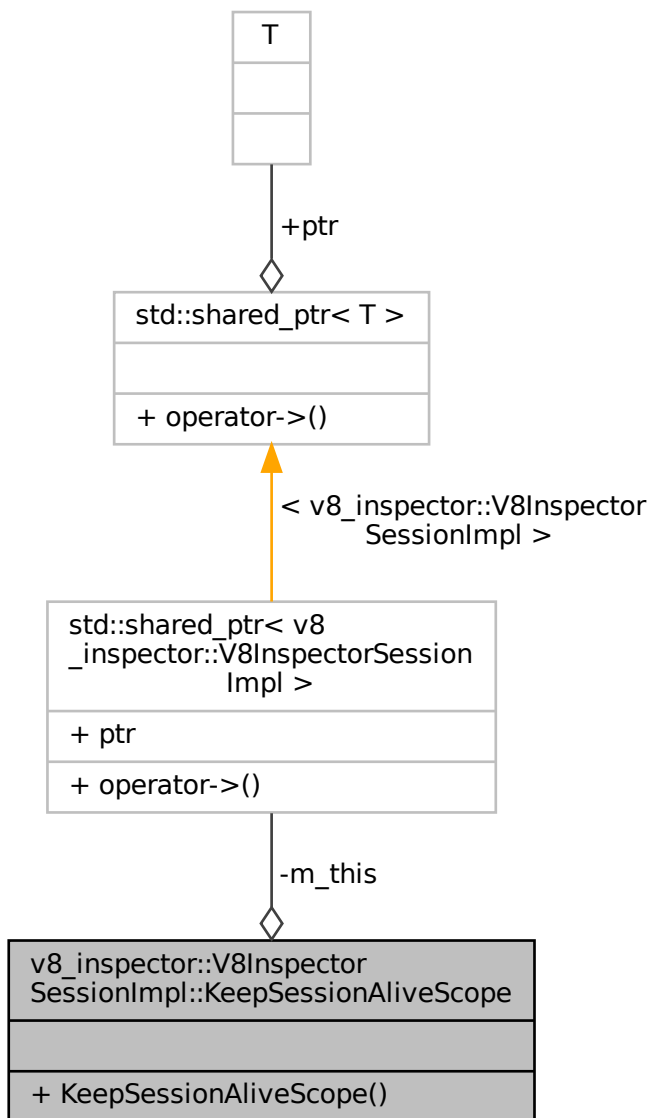 T
+ptr
std::shared_ptr< T >
+ operator->()
< v8_inspector::V8Inspector
SessionImpl >
std::shared_ptr< v8
_inspector::V8InspectorSession
Impl >
+ ptr
+ operator->()
-m_this
v8_inspector::V8Inspector
SessionImpl::KeepSessionAliveScope
+ KeepSessionAliveScope()